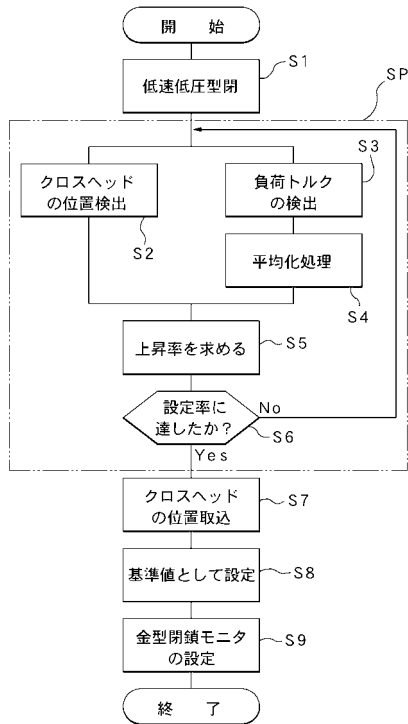 開 始
低速低圧型閉
S1
SP
クロスヘッド
の位置検出
S2
負荷トルク
の検出
S3
平均化処理
S4
上昇率を求める
S5
設定率に
達したか?
S6
No
Yes
クロスヘッド
の位置取込
S7
基準値として設定
S8
金型閉鎖モニタ
の設定
S9
終 了